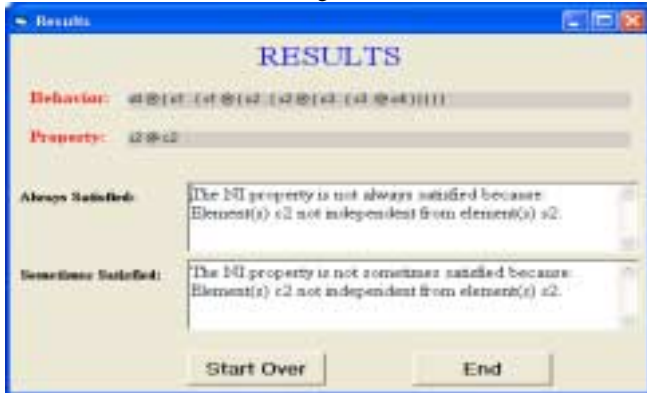 Results
RESULTS
Behavior:
Property:
Always Satisfied:
The NI property is not always satisfied because
Element(s) c2 not independent from element(s) s2.
Sometimes Satisfied:
The NI property is not sometimes satisfied because
Element(s) c2 not independent from element(s) s2.
Start Over
End